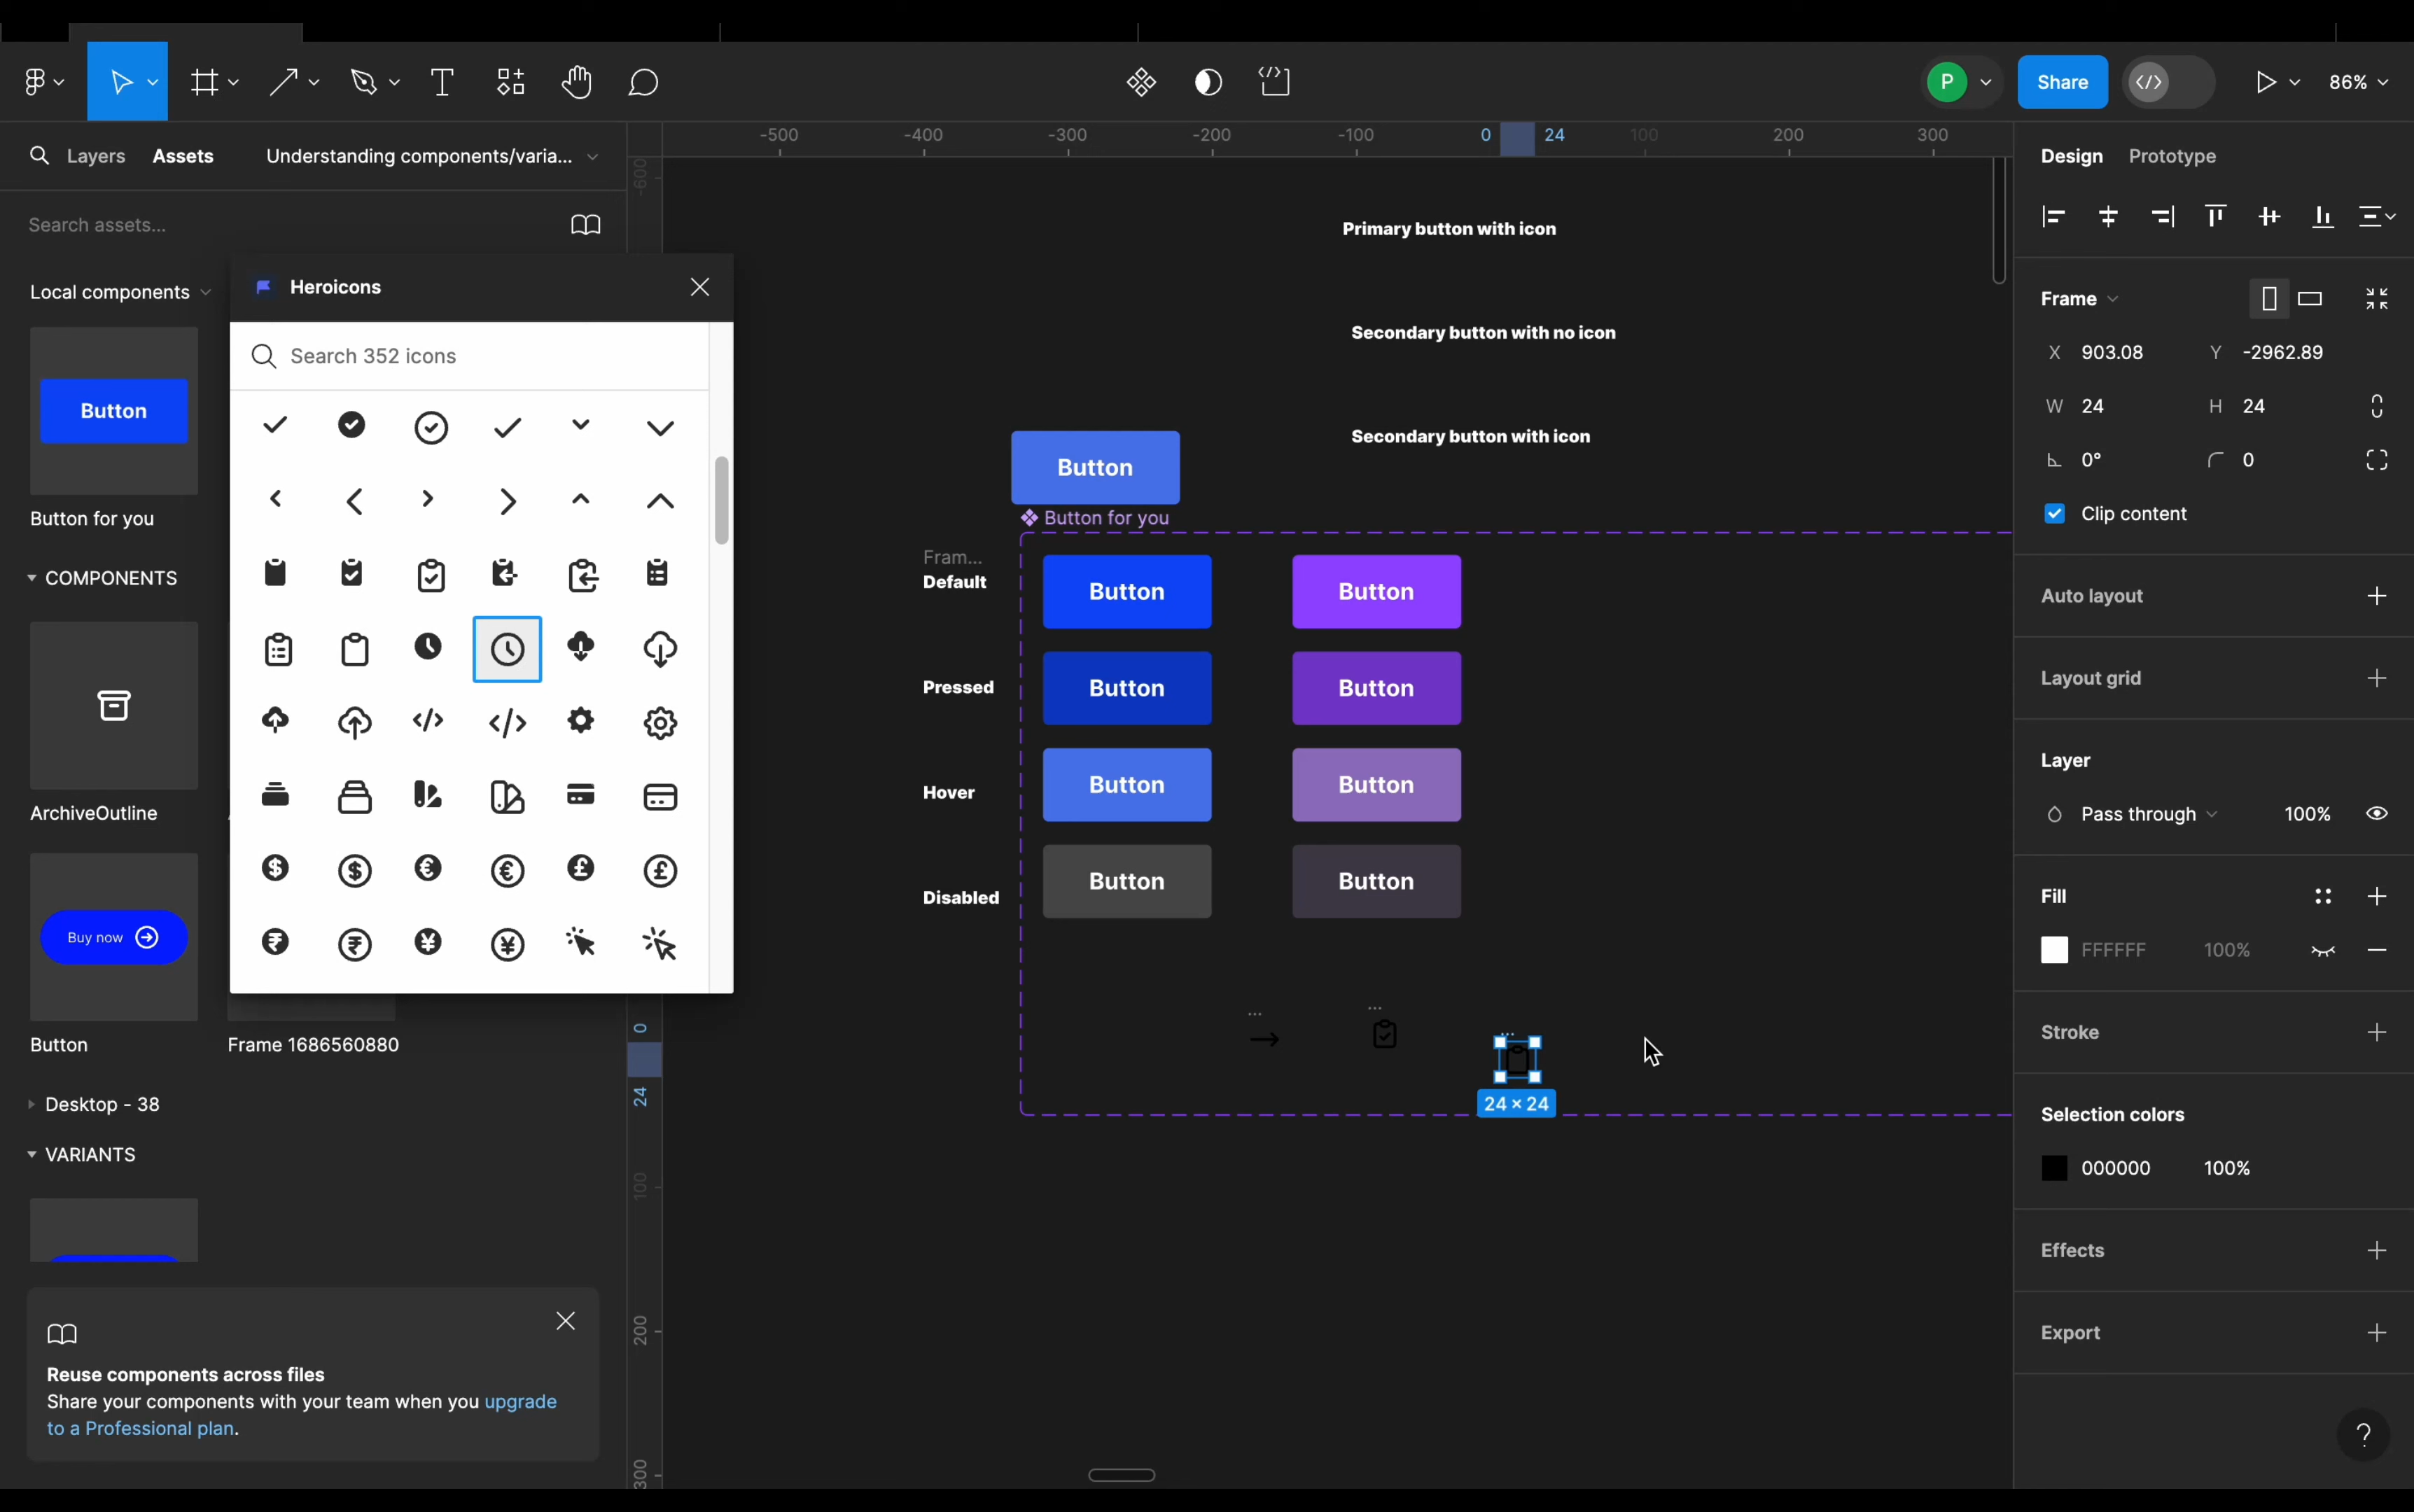 P
Share
86%
Layers
Assets
Understanding components/varia...
Search assets...
Local components
Button
Button for you
COMPONENTS
ArchiveOutline
Buy now
Button
Frame 1686560880
Desktop - 38
VARIANTS
Reuse components across files
Share your components with your team when you upgrade
to a Professional plan.
Heroicons
Search 352 icons
-500
-400
-300
-200
-100
0
24
100
200
300
-600
0
24
100
200
300
Primary button with icon
Secondary button with no icon
Secondary button with icon
Button
Button for you
Fram...
Default
Button
Button
Pressed
Button
Button
Hover
Button
Button
Disabled
Button
Button
...
...
...
24 × 24
Design
Prototype
Frame
X 903.08
Y -2962.89
W 24
H 24
0°
0
Clip content
Auto layout
Layout grid
Layer
Pass through
100%
Fill
FFFFFF
100%
Stroke
Selection colors
000000
100%
Effects
Export
?